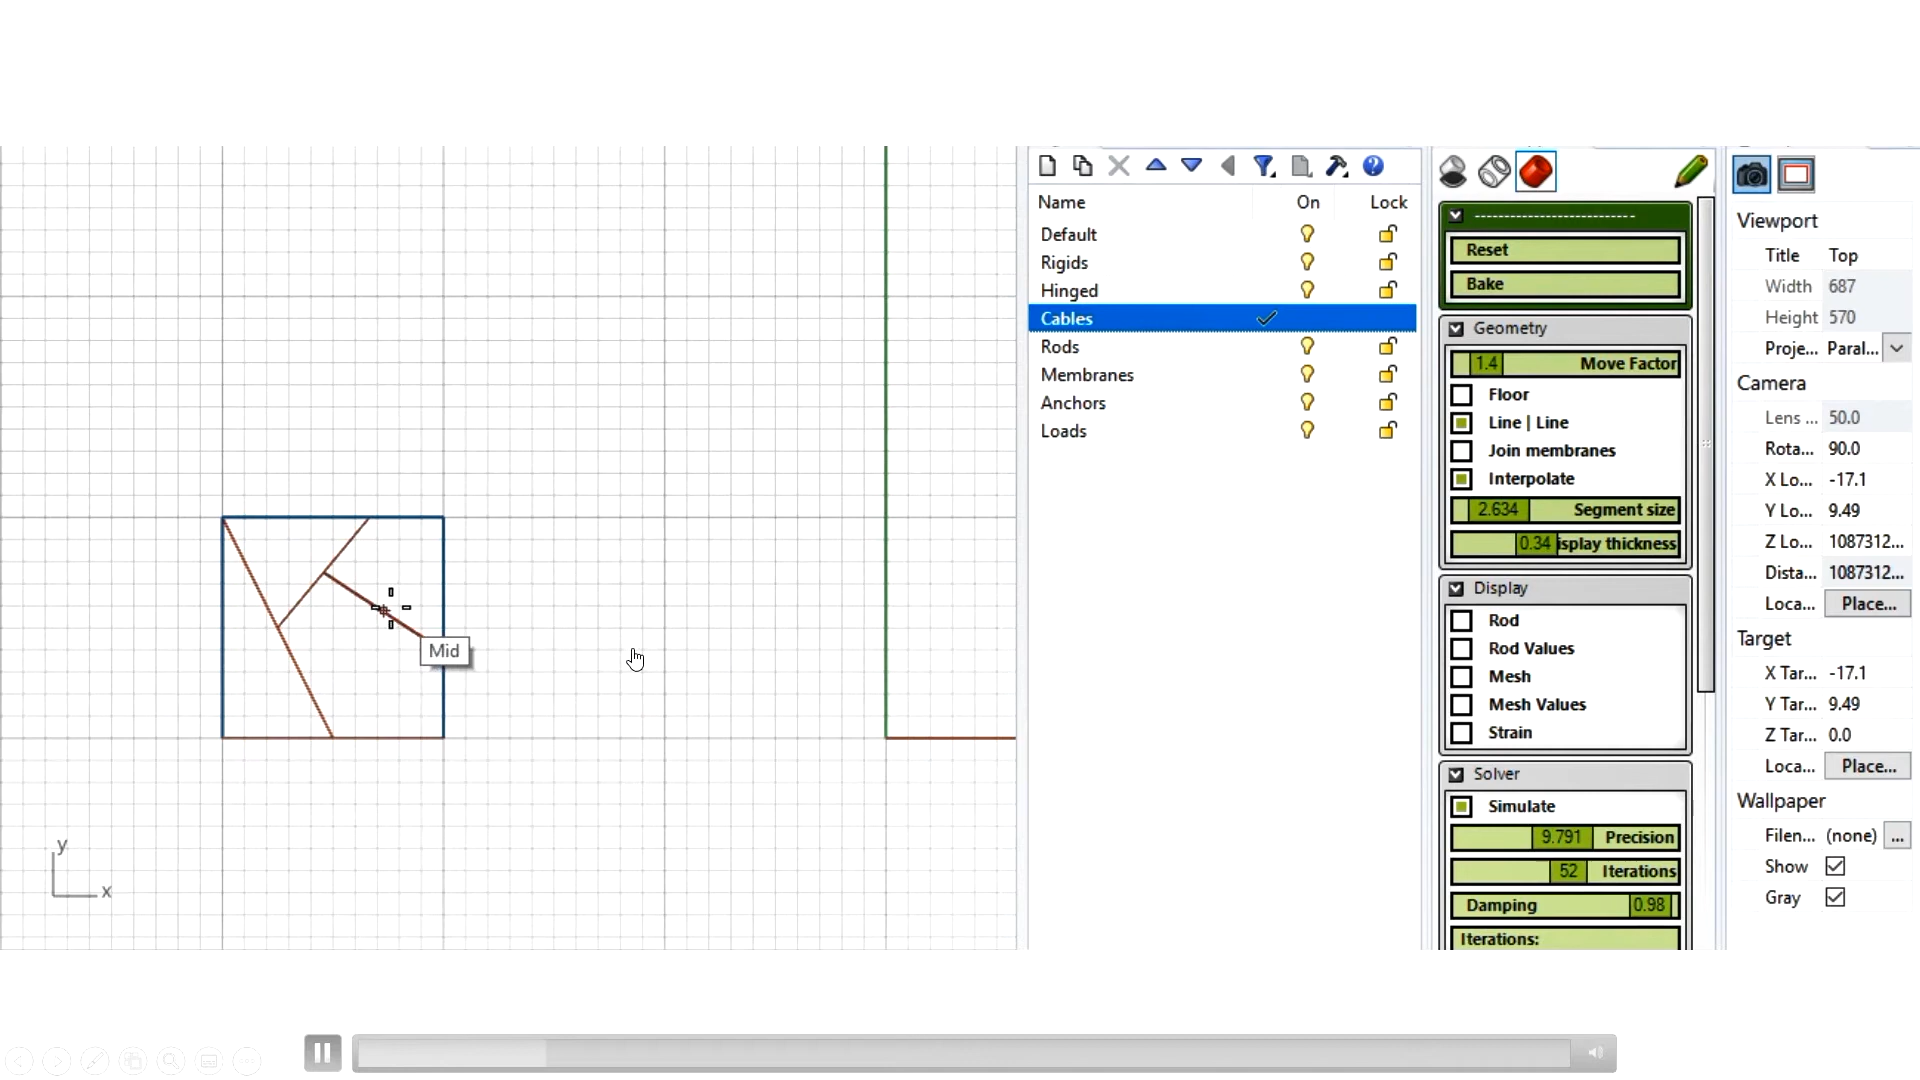 Name On Lock
Default
Rigids
Hinged
Cables
Rods
Membranes
Anchors
Loads
Mid
y
x
---------------------------
Reset
Bake
Geometry
1.4 Move Factor
Floor
Line | Line
Join membranes
Interpolate
2.634 Segment size
0.34 isplay thickness
Display
Rod
Rod Values
Mesh
Mesh Values
Strain
Solver
Simulate
9.791 Precision
52 Iterations
Damping 0.98
Iterations:
Viewport
Title Top
Width 687
Height 570
Proje... Paral...
Camera
Lens ... 50.0
Rota... 90.0
X Lo... -17.1
Y Lo... 9.49
Z Lo... 1087312...
Dista... 1087312...
Loca... Place...
Target
X Tar... -17.1
Y Tar... 9.49
Z Tar... 0.0
Loca... Place...
Wallpaper
Filen... (none) ...
Show
Gray